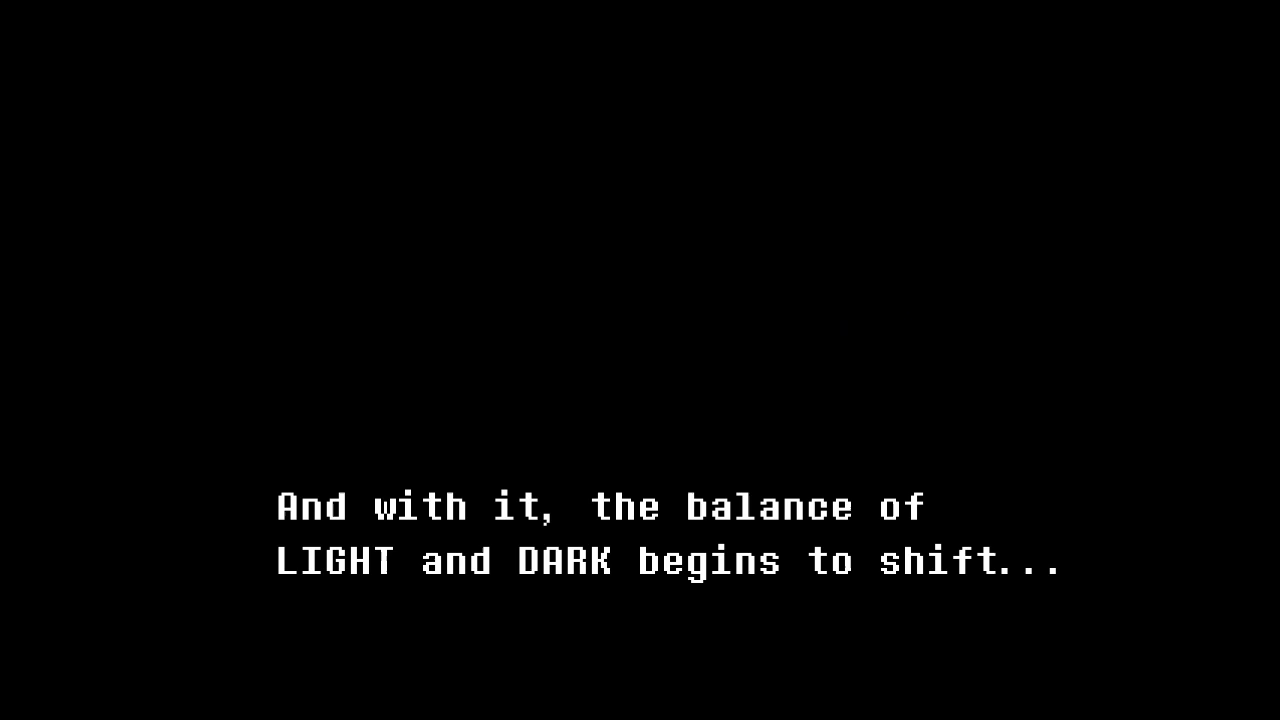 And with it, the balance of
LIGHT and DARK begins to shift...